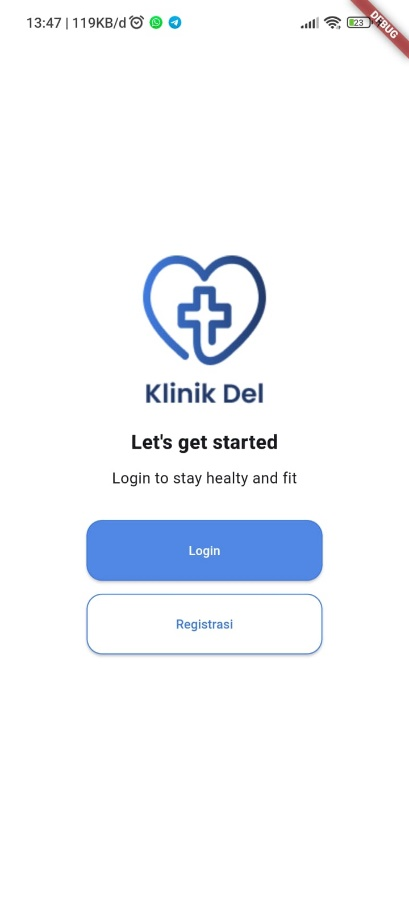 13:47 | 119KB/d
23
DEBUG
Klinik Del
Let's get started
Login to stay healty and fit
Login
Registrasi